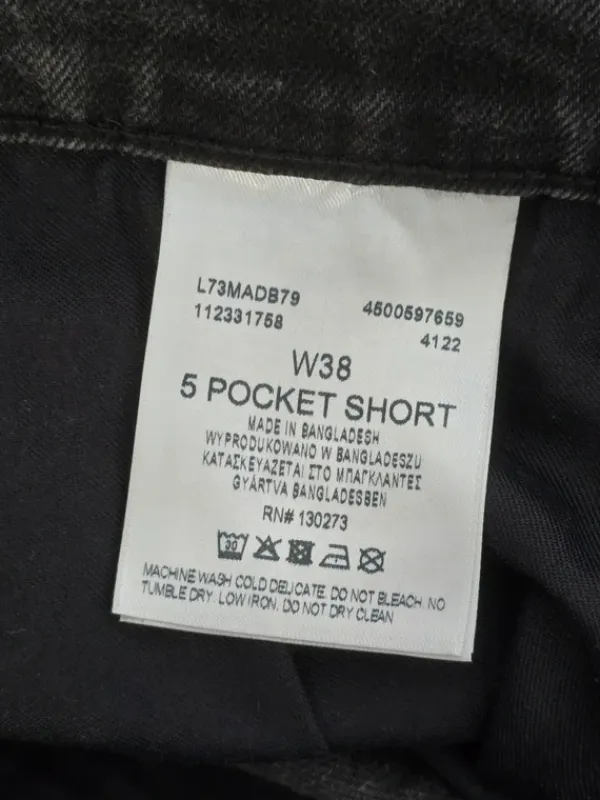 L73MADB79
112331758
4500597659
4122
W38
5 POCKET SHORT
MADE IN BANGLADESH
WYPRODUKOWANO W BANGLADESZU
ΚΑΤΑΣΚΕΥΑΖΕΤΑΙ ΣΤΟ ΜΠΑΓΚΛΑΝΤΕΣ
GYÁRTVA BANGLADESBEN
RN# 130273
30
MACHINE WASH COLD DELICATE. DO NOT BLEACH. NO
TUMBLE DRY. LOW IRON. DO NOT DRY CLEAN